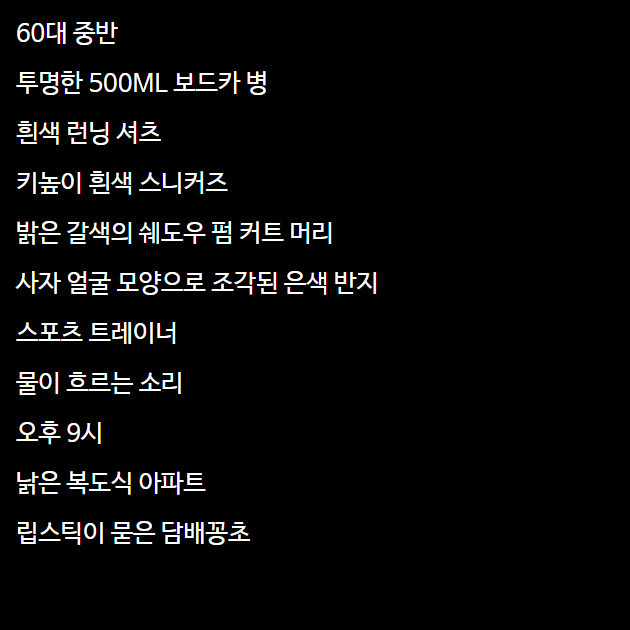 60대 중반
투명한 500ML 보드카 병
흰색 런닝 셔츠
키높이 흰색 스니커즈
밝은 갈색의 쉐도우 펌 커트 머리
사자 얼굴 모양으로 조각된 은색 반지
스포츠 트레이너
물이 흐르는 소리
오후 9시
낡은 복도식 아파트
립스틱이 묻은 담배꽁초